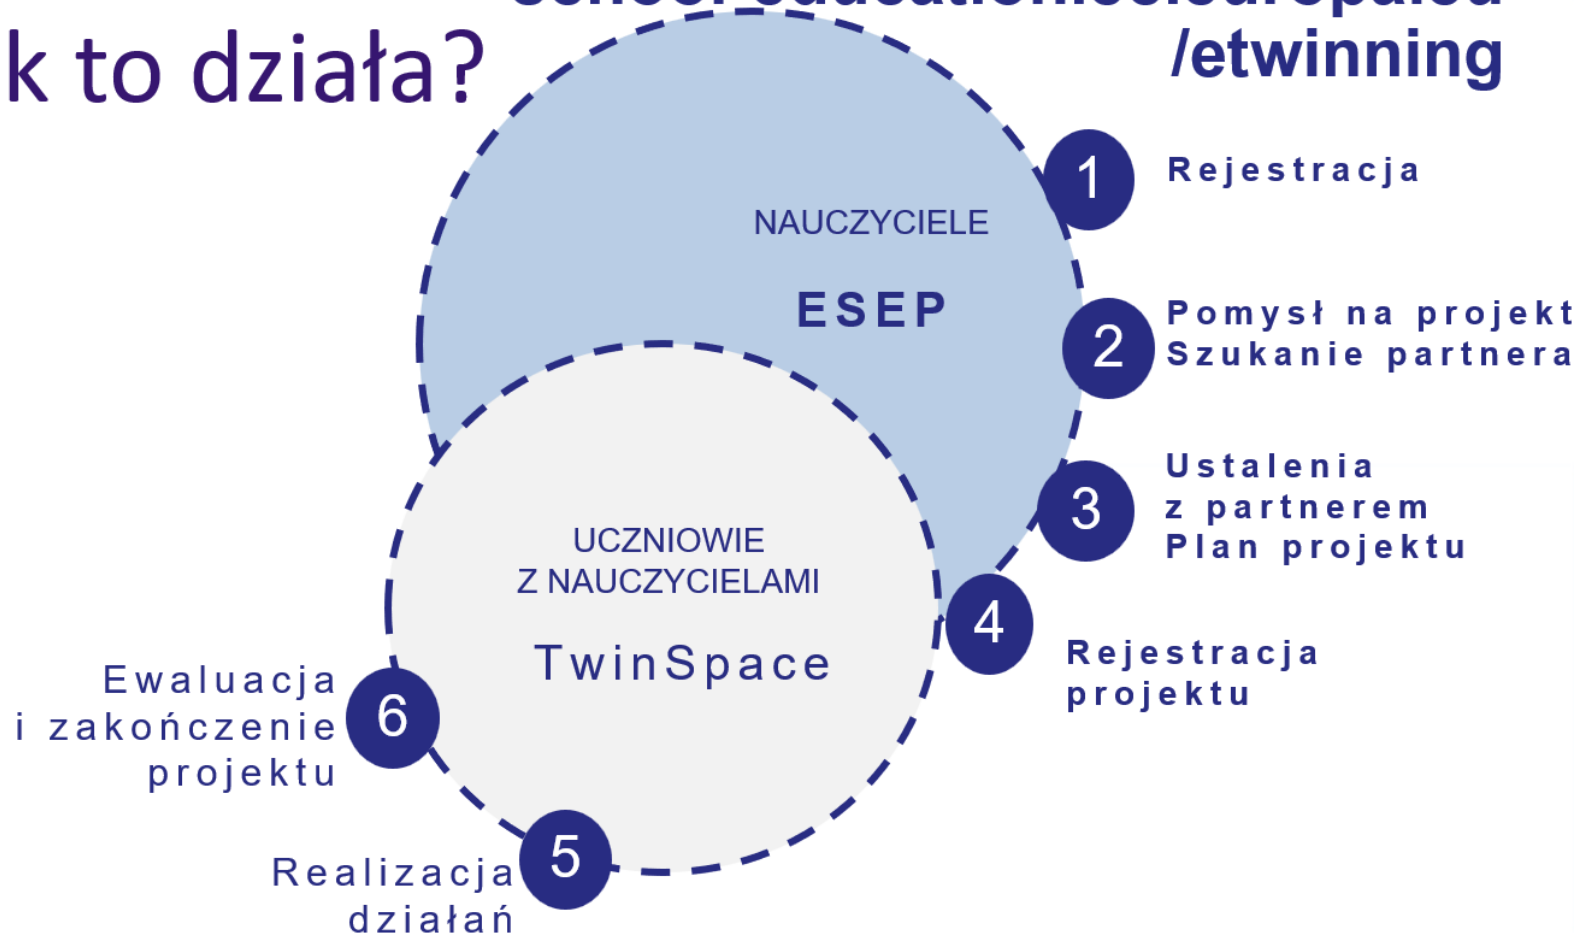 k to działa?
/etwinning
NAUCZYCIELE
ESEP
1
Rejestracja
2
Pomysł na projekt
Szukanie partnera
3
Ustalenia
z partnerem
Plan projektu
4
Rejestracja
projektu
UCZNIOWIE
Z NAUCZYCIELAMI
TwinSpace
6
Ewaluacja
i zakończenie
projektu
5
Realizacja
działań